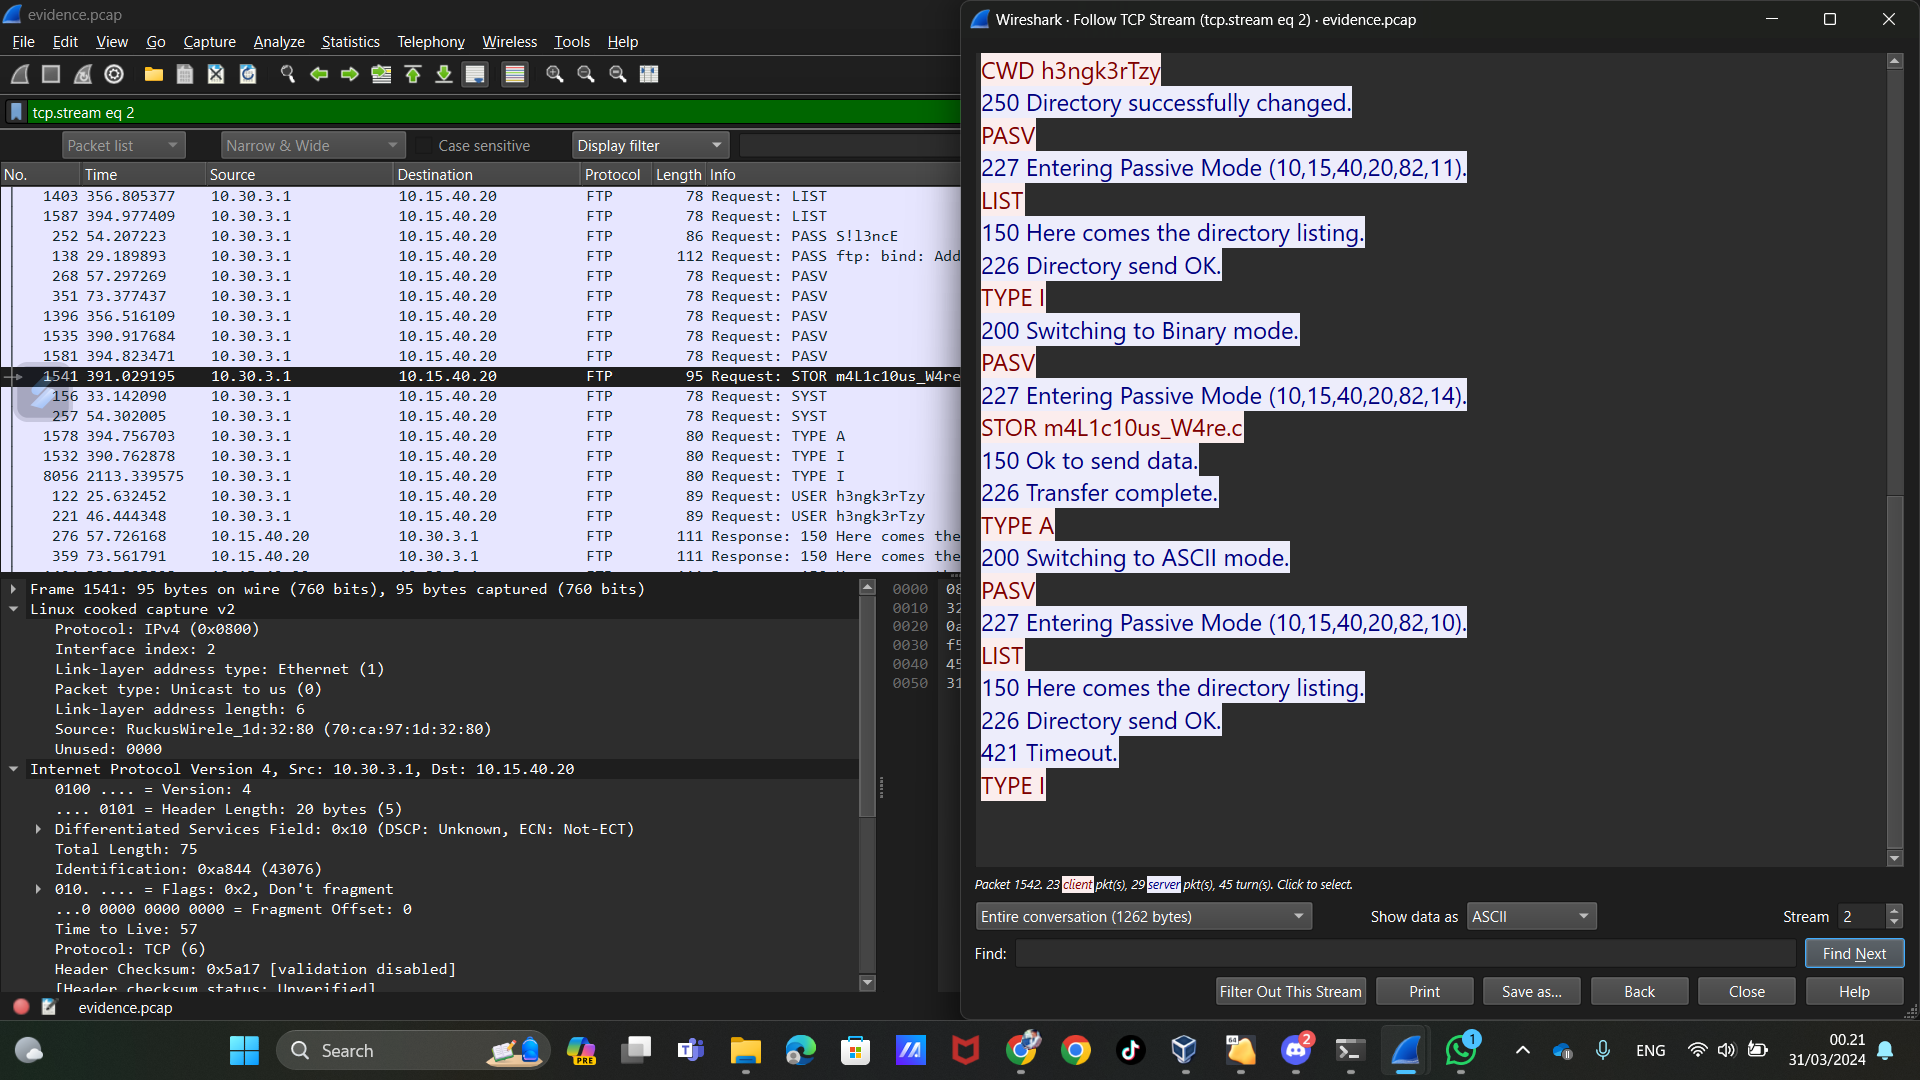 evidence.pcap
File Edit View Go Capture Analyze Statistics Telephony Wireless Tools Help
tcp.stream eq 2
Packet list Narrow & Wide Case sensitive Display filter
No. Time Source Destination Protocol Length Info
1403 356.805377 10.30.3.1 10.15.40.20 FTP 78 Request: LIST
1587 394.977409 10.30.3.1 10.15.40.20 FTP 78 Request: LIST
252 54.207223 10.30.3.1 10.15.40.20 FTP 86 Request: PASS S!l3ncE
138 29.189893 10.30.3.1 10.15.40.20 FTP 112 Request: PASS ftp: bind: Add
268 57.297269 10.30.3.1 10.15.40.20 FTP 78 Request: PASV
351 73.377437 10.30.3.1 10.15.40.20 FTP 78 Request: PASV
1396 356.516109 10.30.3.1 10.15.40.20 FTP 78 Request: PASV
1535 390.917684 10.30.3.1 10.15.40.20 FTP 78 Request: PASV
1581 394.823471 10.30.3.1 10.15.40.20 FTP 78 Request: PASV
1541 391.029195 10.30.3.1 10.15.40.20 FTP 95 Request: STOR m4L1c10us_W4re
156 33.142090 10.30.3.1 10.15.40.20 FTP 78 Request: SYST
257 54.302005 10.30.3.1 10.15.40.20 FTP 78 Request: SYST
1578 394.756703 10.30.3.1 10.15.40.20 FTP 80 Request: TYPE A
1532 390.762878 10.30.3.1 10.15.40.20 FTP 80 Request: TYPE I
8056 2113.339575 10.30.3.1 10.15.40.20 FTP 80 Request: TYPE I
122 25.632452 10.30.3.1 10.15.40.20 FTP 89 Request: USER h3ngk3rTzy
221 46.444348 10.30.3.1 10.15.40.20 FTP 89 Request: USER h3ngk3rTzy
276 57.726168 10.15.40.20 10.30.3.1 FTP 111 Response: 150 Here comes the
359 73.561791 10.15.40.20 10.30.3.1 FTP 111 Response: 150 Here comes the
Frame 1541: 95 bytes on wire (760 bits), 95 bytes captured (760 bits)
Linux cooked capture v2
Protocol: IPv4 (0x0800)
Interface index: 2
Link-layer address type: Ethernet (1)
Packet type: Unicast to us (0)
Link-layer address length: 6
Source: RuckusWirele_1d:32:80 (70:ca:97:1d:32:80)
Unused: 0000
Internet Protocol Version 4, Src: 10.30.3.1, Dst: 10.15.40.20
0100 .... = Version: 4
.... 0101 = Header Length: 20 bytes (5)
Differentiated Services Field: 0x10 (DSCP: Unknown, ECN: Not-ECT)
Total Length: 75
Identification: 0xa844 (43076)
010. .... = Flags: 0x2, Don't fragment
...0 0000 0000 0000 = Fragment Offset: 0
Time to Live: 57
Protocol: TCP (6)
Header Checksum: 0x5a17 [validation disabled]
[Header checksum status: Unverified]
0000 08
0010 32
0020 0a
0030 f5
0040 45
0050 31
evidence.pcap
Wireshark · Follow TCP Stream (tcp.stream eq 2) · evidence.pcap
CWD h3ngk3rTzy
250 Directory successfully changed.
PASV
227 Entering Passive Mode (10,15,40,20,82,11).
LIST
150 Here comes the directory listing.
226 Directory send OK.
TYPE I
200 Switching to Binary mode.
PASV
227 Entering Passive Mode (10,15,40,20,82,14).
STOR m4L1c10us_W4re.c
150 Ok to send data.
226 Transfer complete.
TYPE A
200 Switching to ASCII mode.
PASV
227 Entering Passive Mode (10,15,40,20,82,10).
LIST
150 Here comes the directory listing.
226 Directory send OK.
421 Timeout.
TYPE I
Packet 1542. 23 client pkt(s), 29 server pkt(s), 45 turn(s). Click to select.
Entire conversation (1262 bytes) Show data as ASCII Stream 2
Find: Find Next
Filter Out This Stream Print Save as... Back Close Help
Search PRE 64 2 1 ENG 00.21
31/03/2024